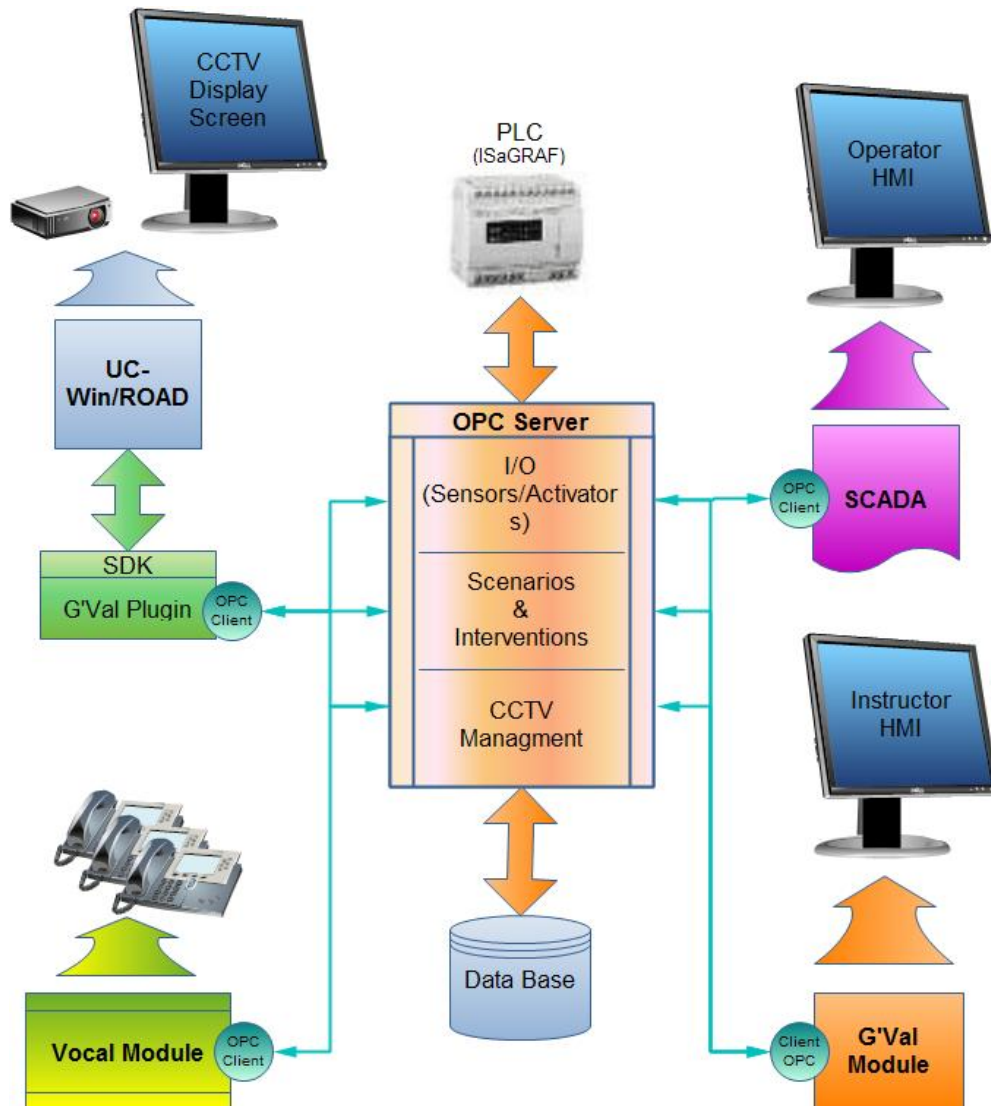 CCTV
Display
Screen
PLC
(ISaGRAF)
Operator
HMI
UC-
Win/ROAD
OPC Server
I/O
(Sensors/Activator
s)
OPC
Client
SCADA
SDK
G'Val Plugin
OPC
Client
Scenarios
&
Interventions
CCTV
Managment
Instructor
HMI
Data Base
Vocal Module
OPC
Client
Client
OPC
G'Val
Module